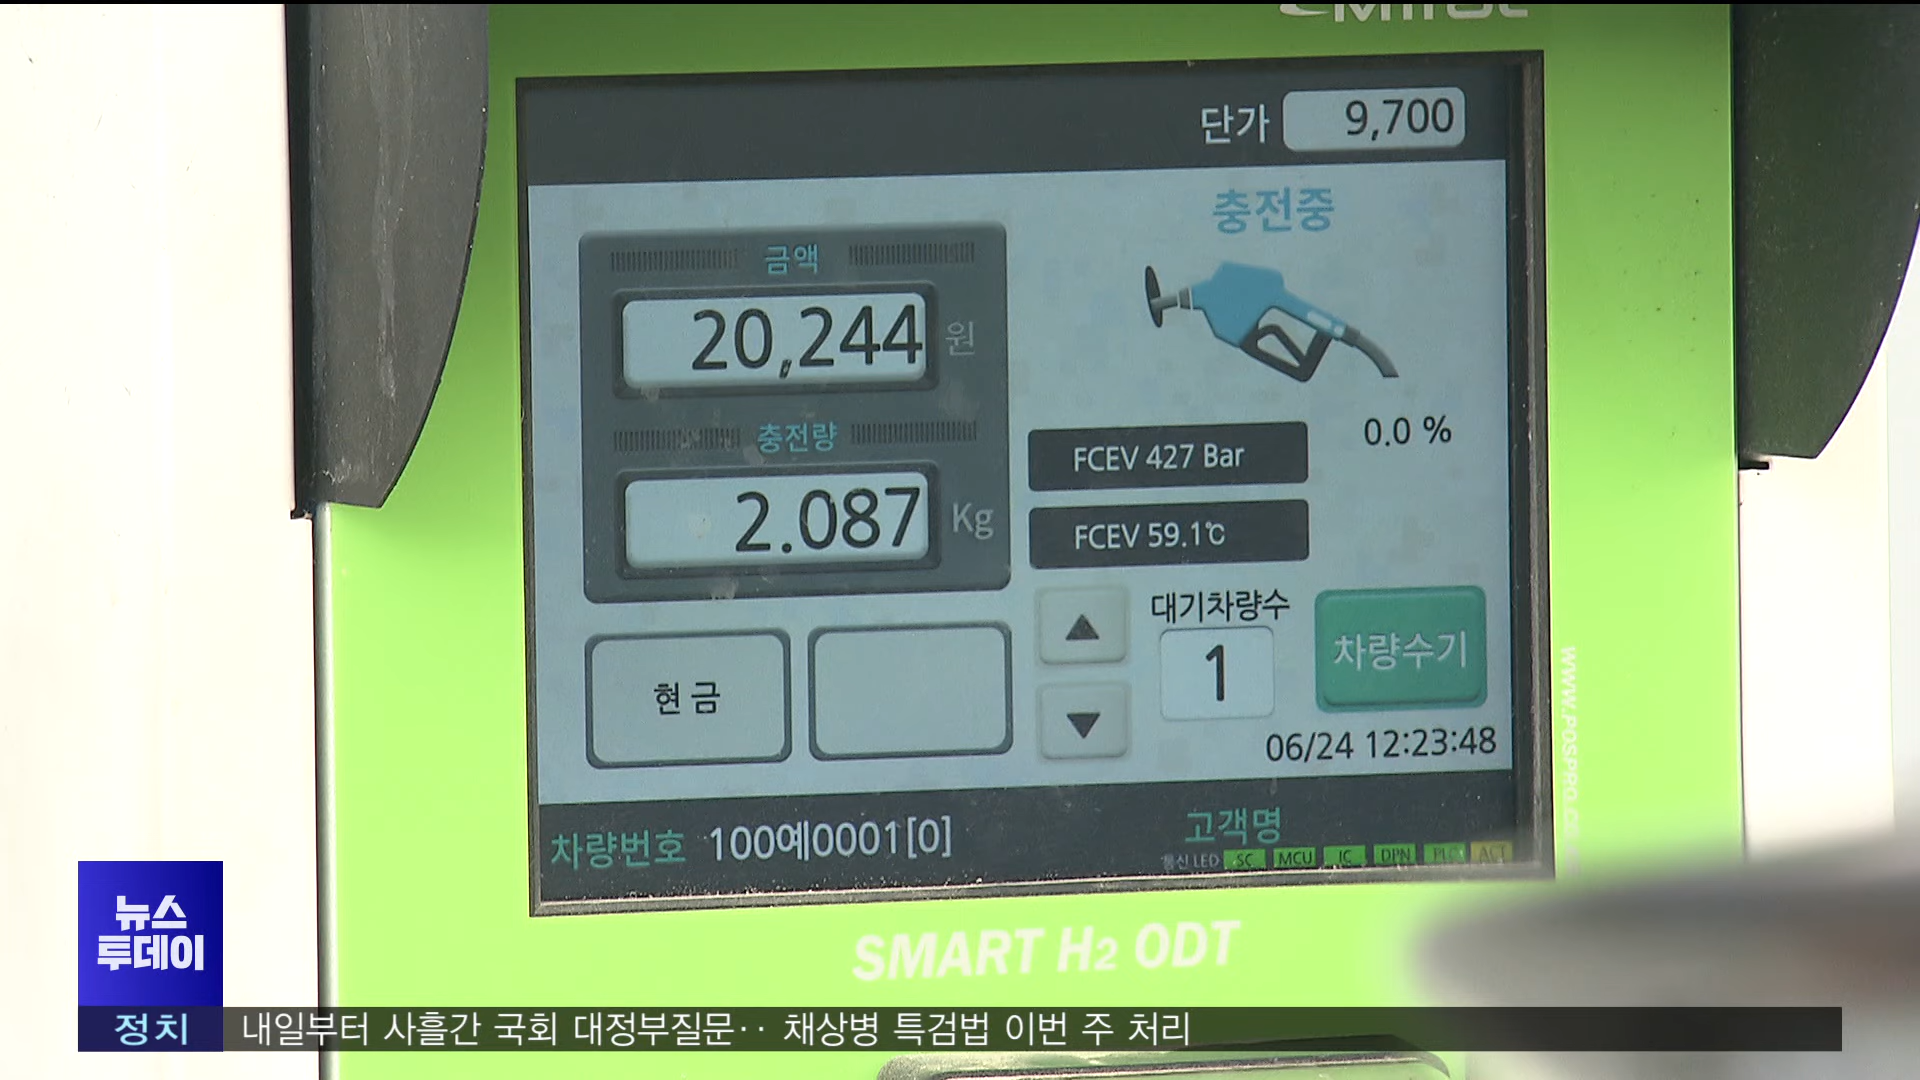 단가 9,700
충전중
금액
20,244 원
충전량
2.087 Kg
0.0 %
FCEV 427 Bar
FCEV 59.1℃
대기차량수
1
차량수기
현 금
06/24 12:23:48
차량번호 100예0001[0]
고객명
통신 LED SC MCU IC DPN PLC ACT
SMART H2 ODT
뉴스
투데이
정치 내일부터 사흘간 국회 대정부질문‥ 채상병 특검법 이번 주 처리